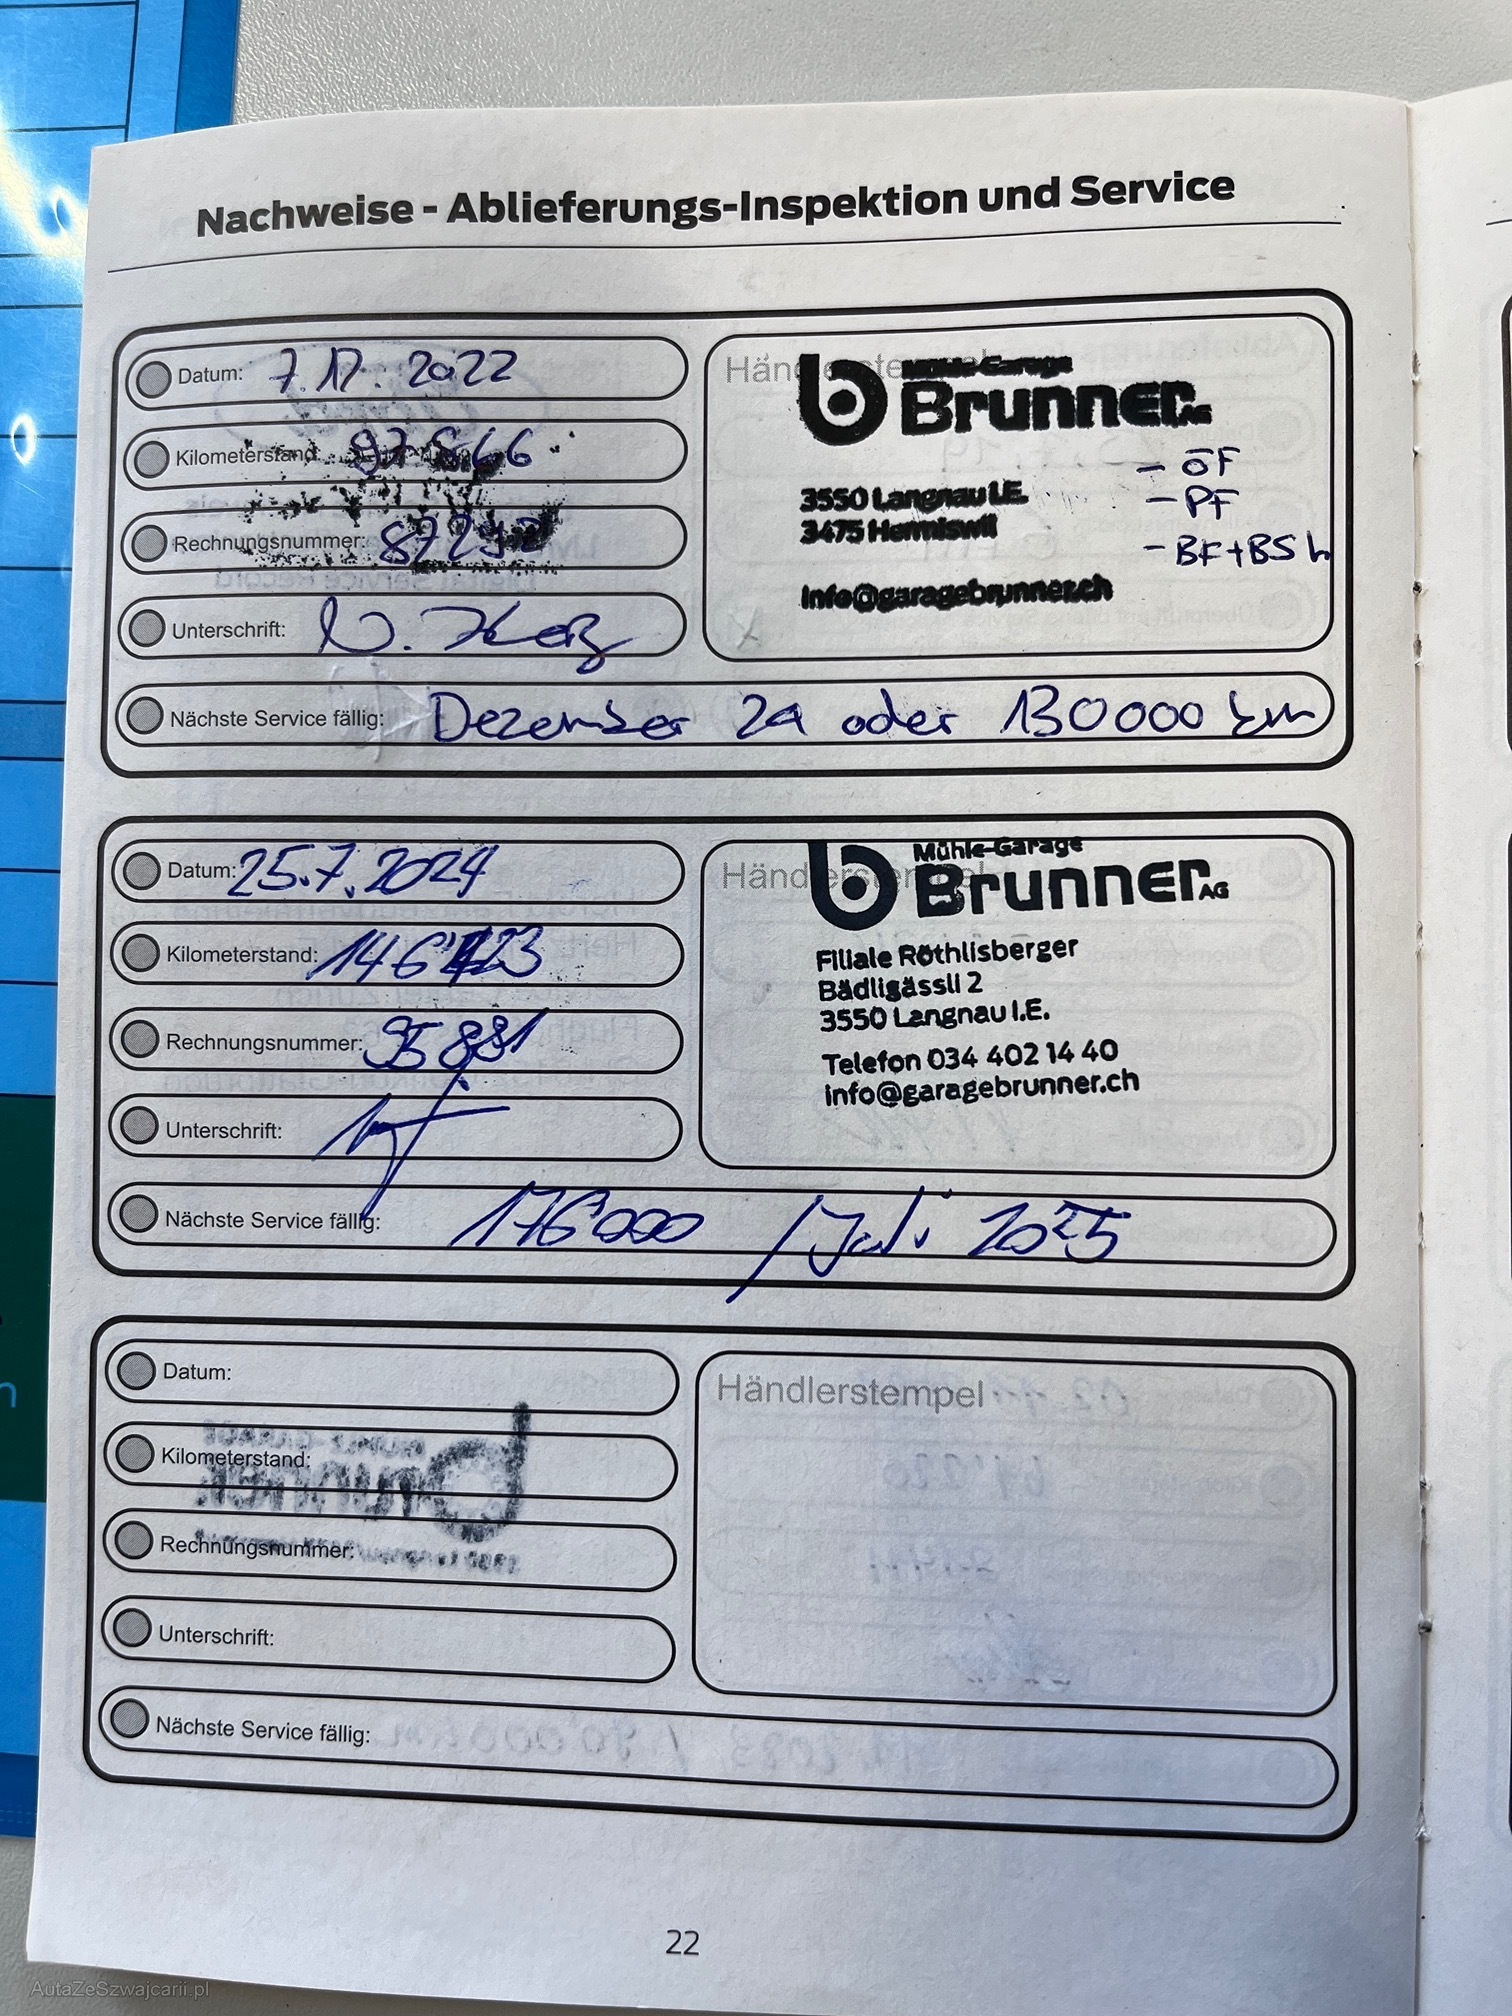 Nachweise - Ablieferungs-Inspektion und Service
Datum: 7.12.2022
Kilometerstand:
Rechnungsnummer:
Unterschrift:
Händlerstempel
Mühle-Garage
Brunner AG
3550 Langnau I.E.
3475 Hermiswil
info@garagebrunner.ch
- ÖF
- PF
- BF+BS h
Nächste Service fällig: Dezember 24 oder 130000 km
Datum: 25.7.2024
Kilometerstand:
Rechnungsnummer: 95881
Unterschrift:
Händlerstempel
Mühle-Garage
Brunner AG
Filiale Röthlisberger
Bädligässli 2
3550 Langnau I.E.
Telefon 034 402 14 40
info@garagebrunner.ch
Nächste Service fällig: 176'000 / Juli 2025
Datum:
Kilometerstand:
Rechnungsnummer:
Unterschrift:
Händlerstempel
Nächste Service fällig:
22
AutaZeSzwajcarii.pl